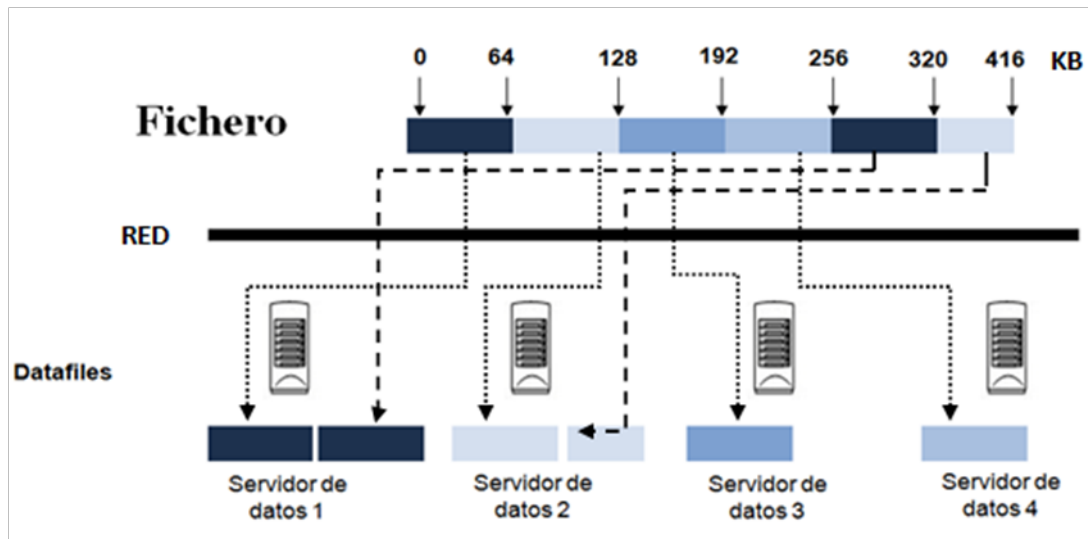 0 64 128 192 256 320 416 KB
Fichero
RED
Datafiles
Servidor de
datos 1
Servidor de
datos 2
Servidor de
datos 3
Servidor de
datos 4